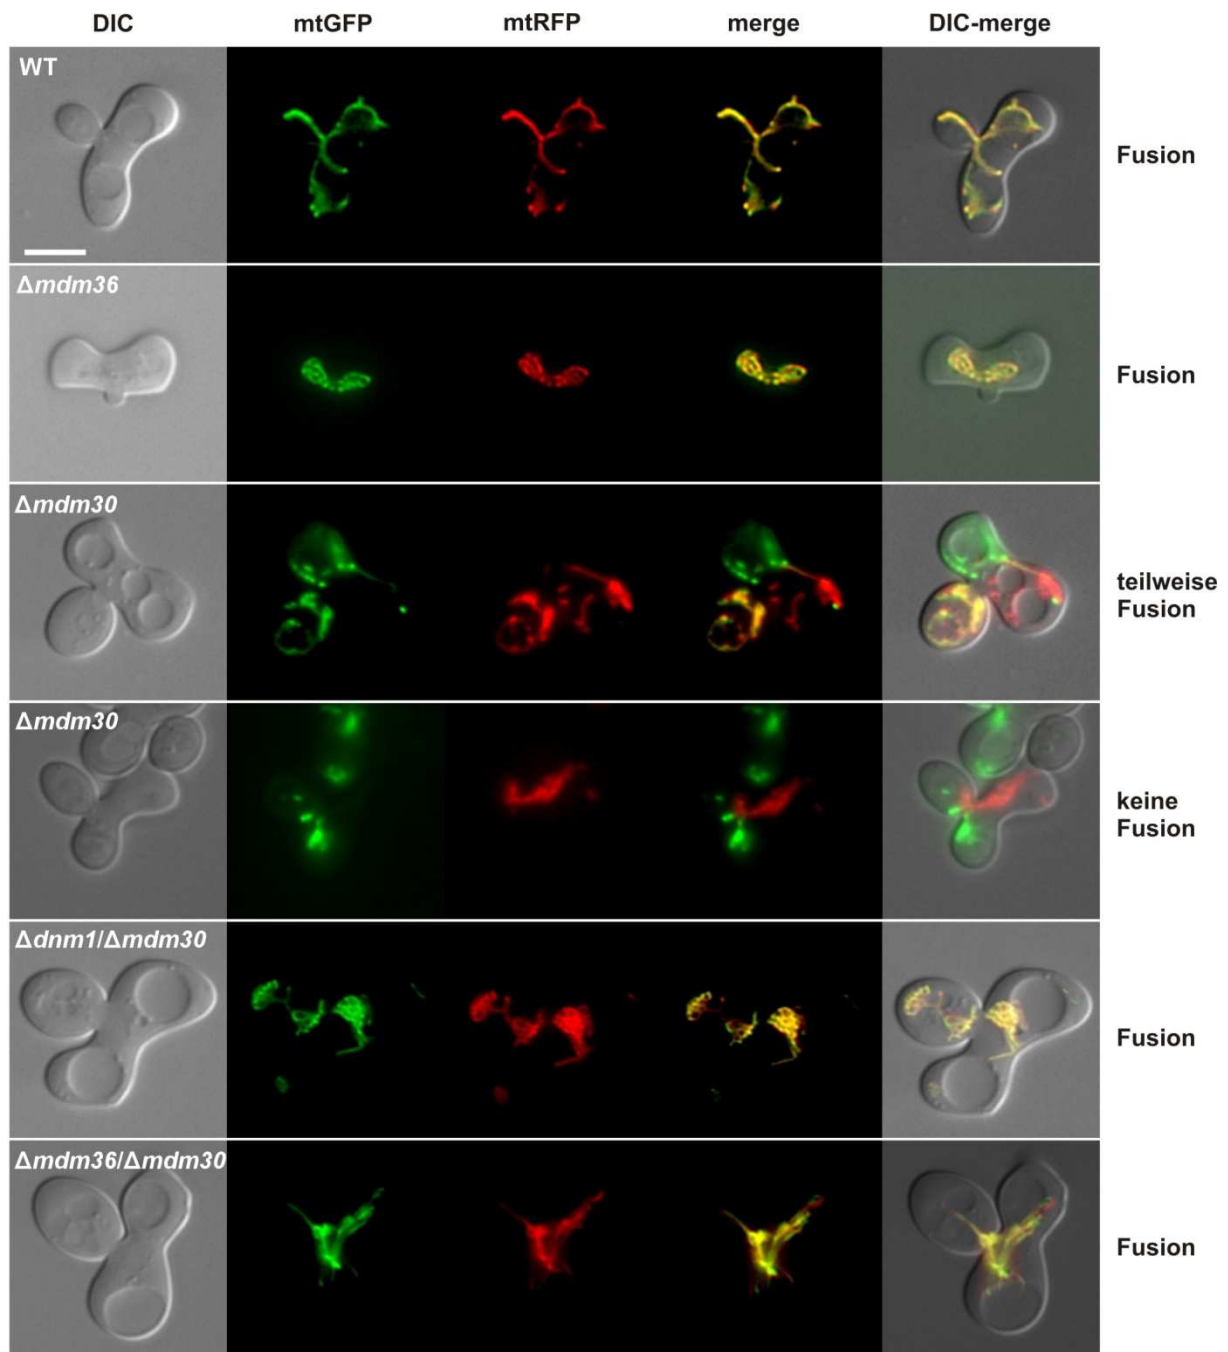 DIC mtGFP mtRFP merge DIC-merge
WT
Fusion
Δmdm36
Fusion
Δmdm30
teilweise
Fusion
Δmdm30
keine
Fusion
Δdnm1/Δmdm30
Fusion
Δmdm36/Δmdm30
Fusion